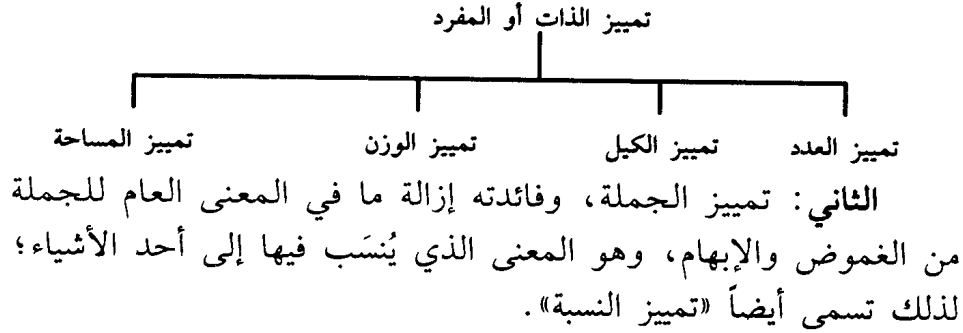 تمييز الذات أو المفرد
تمييز العدد تمييز الكيل تمييز الوزن تمييز المساحة
الثاني: تمييز الجملة، وفائدته إزالة ما في المعنى العام للجملة
من الغموض والإبهام، وهو المعنى الذي يُنسَب فيها إلى أحد الأشياء؛
لذلك تسمى أيضاً «تمييز النسبة».